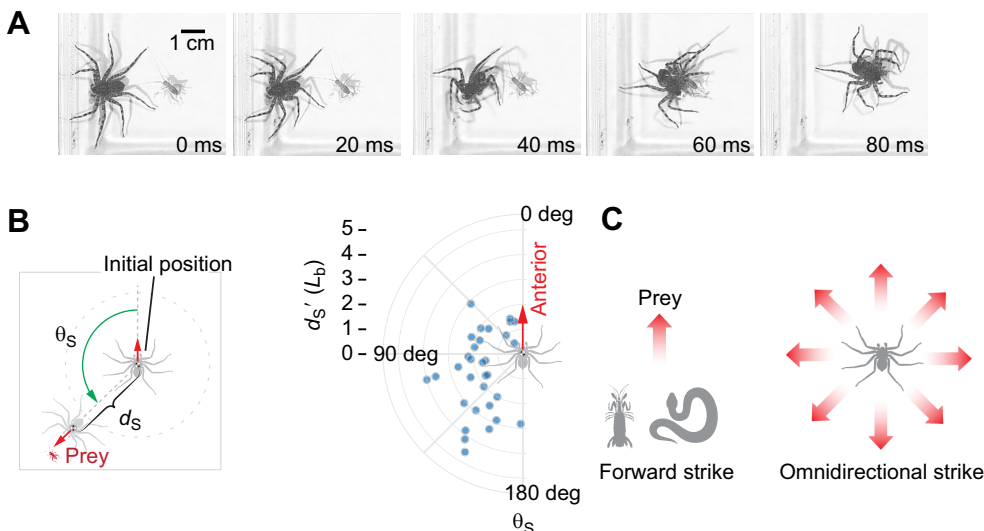 A
1 cm
0 ms
20 ms
40 ms
60 ms
80 ms
B
Initial position
θS
dS
Prey
5
4
3
2
1
0
dS′ (Lb)
0 deg
Anterior
90 deg
180 deg
θS
C
Prey
Forward strike
Omnidirectional strike